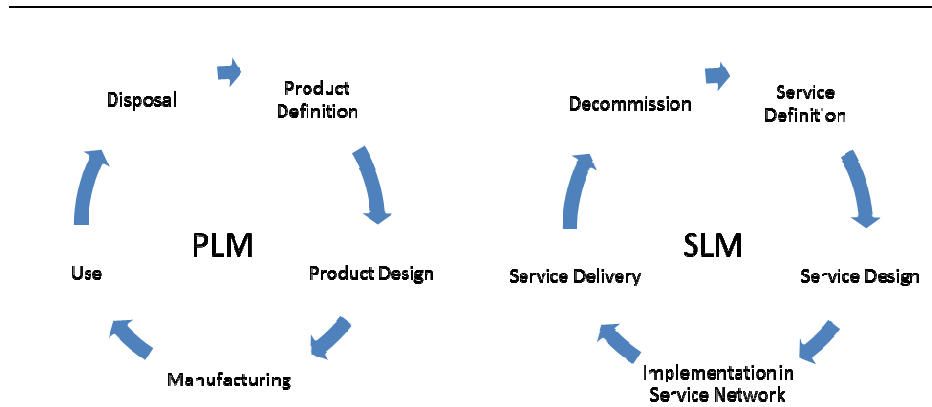 Disposal
Product
Definition
PLM
Use
Product Design
Manufacturing
Decommission
Service
Definition
SLM
Service Delivery
Service Design
Implementation in
Service Network